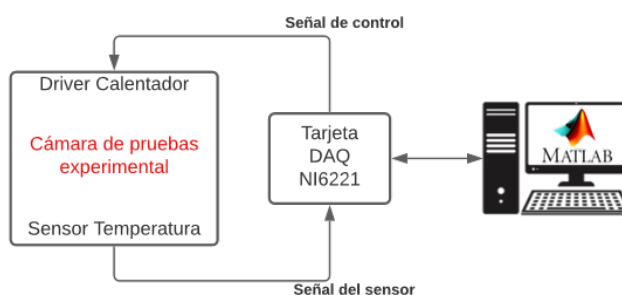 Señal de control
Driver Calentador
Cámara de pruebas
experimental
Sensor Temperatura
Tarjeta
DAQ
NI6221
MATLAB
Señal del sensor